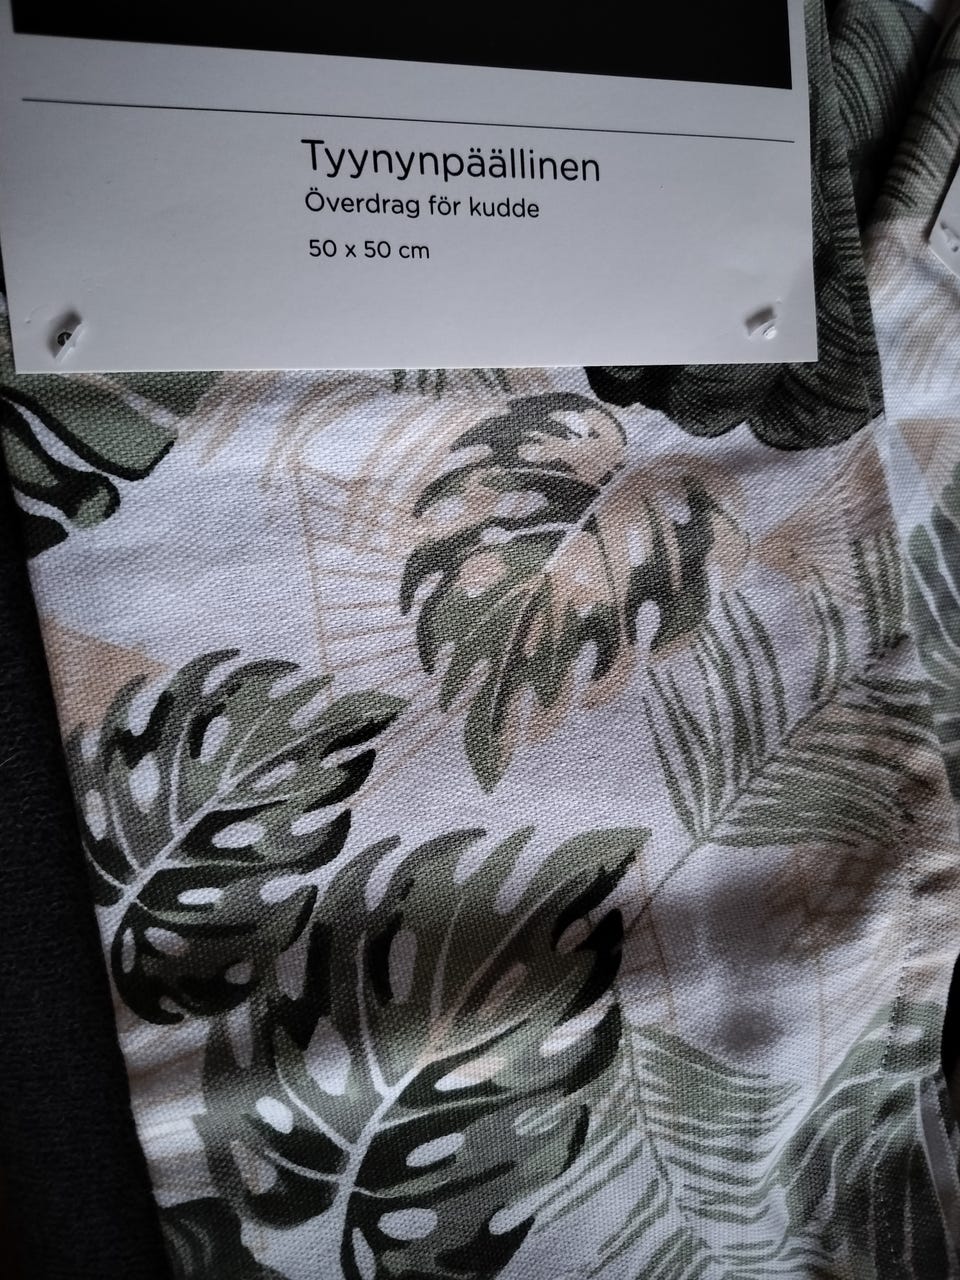 Tyynynpäällinen
Överdrag för kudde
50 x 50 cm